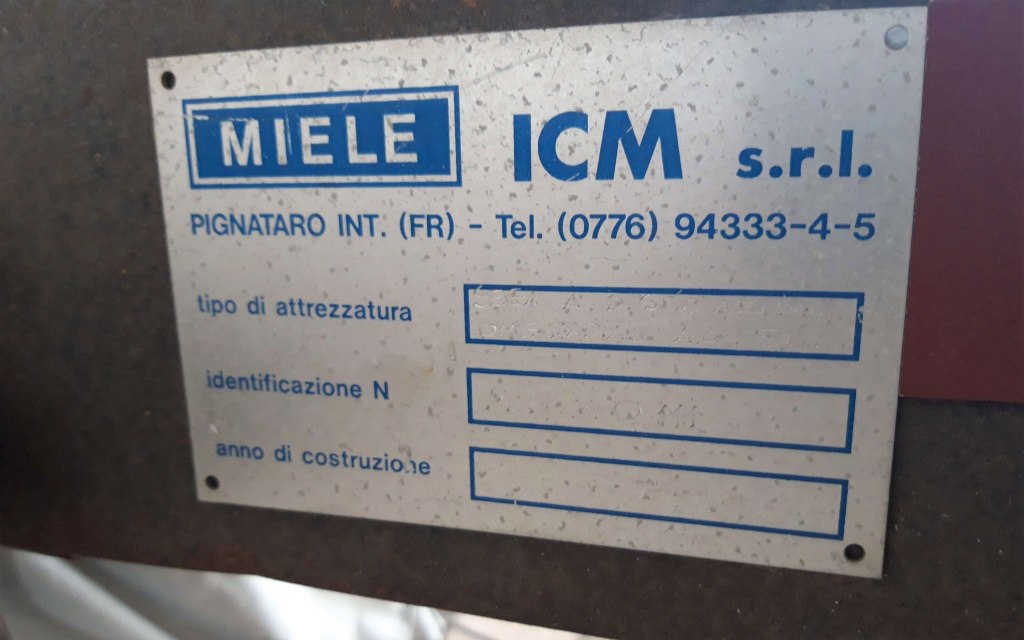 MIELE ICM s.r.l.
PIGNATARO INT. (FR) - Tel. (0776) 94333-4-5
tipo di attrezzatura
identificazione N
anno di costruzione